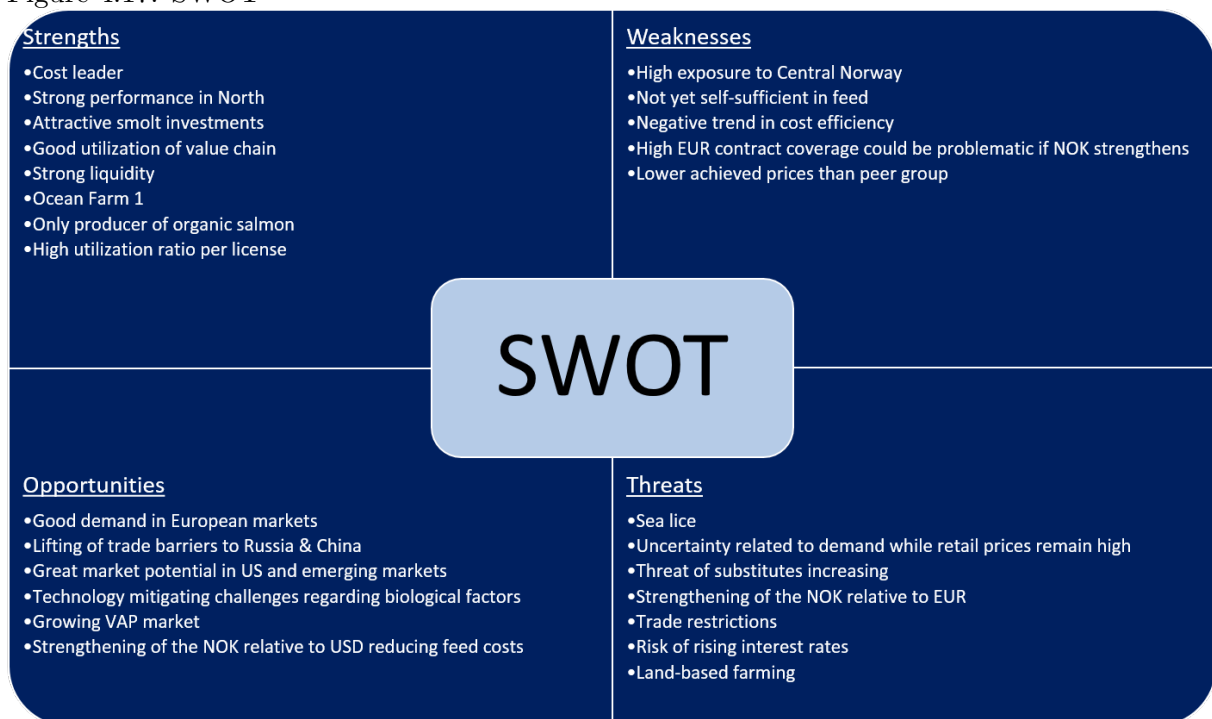 Figure SWOT
Strengths
•Cost leader
•Strong performance in North
•Attractive smolt investments
•Good utilization of value chain
•Strong liquidity
•Ocean Farm 1
•Only producer of organic salmon
•High utilization ratio per license
Weaknesses
•High exposure to Central Norway
•Not yet self-sufficient in feed
•Negative trend in cost efficiency
•High EUR contract coverage could be problematic if NOK strengthens
•Lower achieved prices than peer group
SWOT
Opportunities
•Good demand in European markets
•Lifting of trade barriers to Russia & China
•Great market potential in US and emerging markets
•Technology mitigating challenges regarding biological factors
•Growing VAP market
•Strengthening of the NOK relative to USD reducing feed costs
Threats
•Sea lice
•Uncertainty related to demand while retail prices remain high
•Threat of substitutes increasing
•Strengthening of the NOK relative to EUR
•Trade restrictions
•Risk of rising interest rates
•Land-based farming